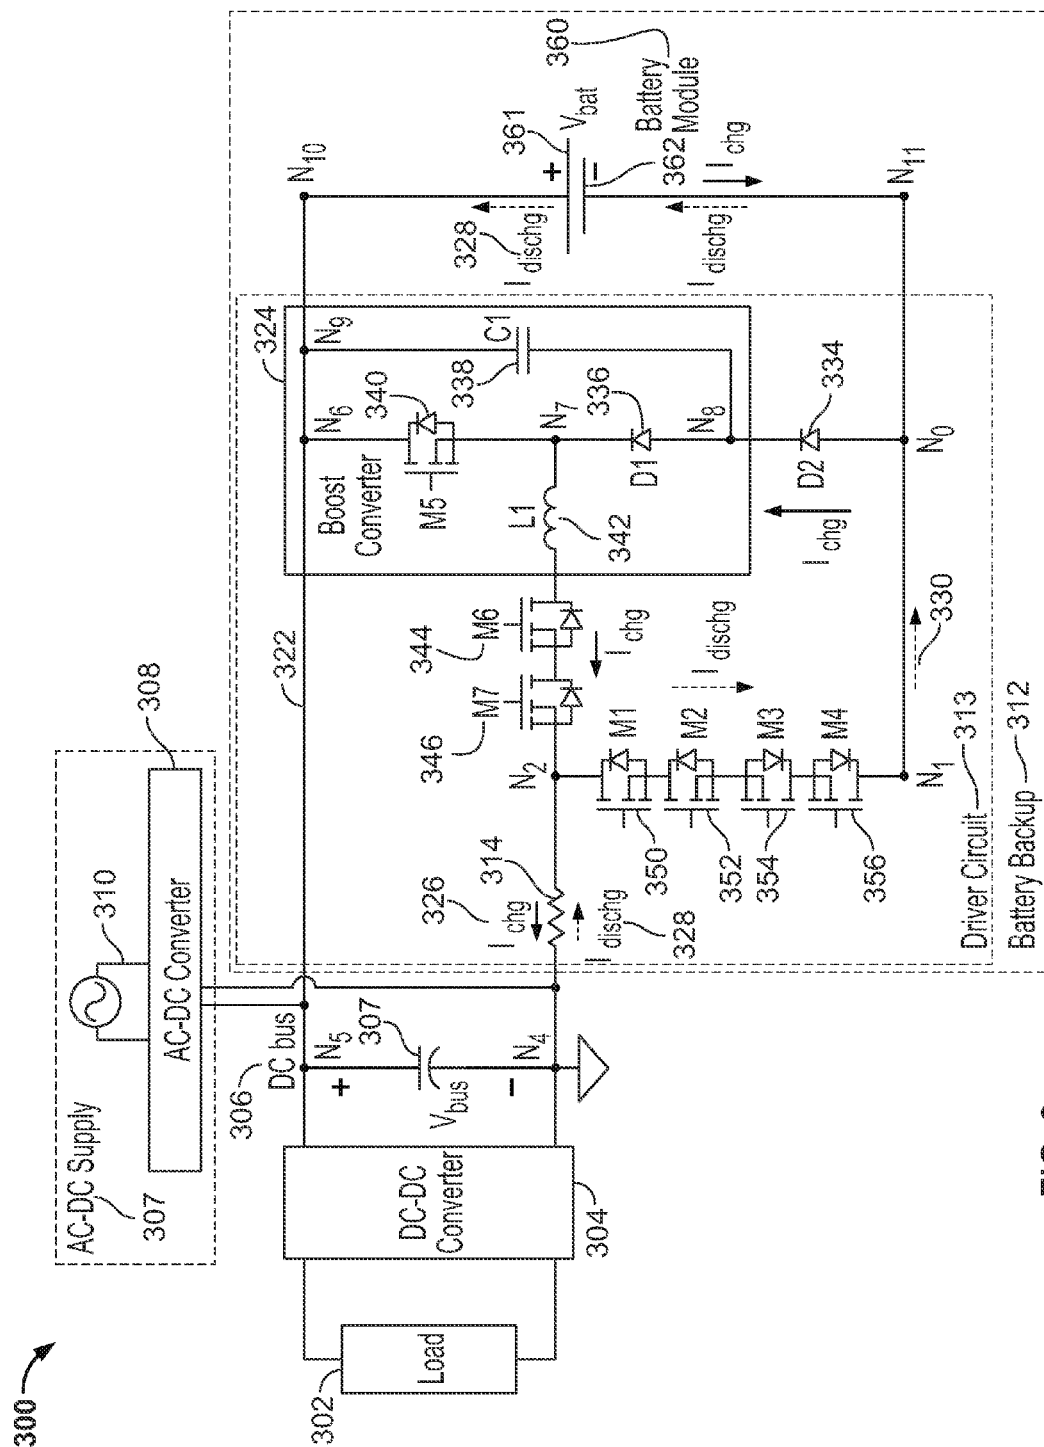 300
AC-DC Supply
307
310
AC-DC Converter
308
302
Load
DC-DC
Converter
304
306
DC bus
N5
+
307
Vbus
−
N4
322
326
Ichg
314
Idischg
328
N2
346
M7
344
M6
Ichg
350
M1
352
M2
354
M3
356
M4
Idischg
N1
330
324
Boost
Converter
N6
340
M5
N9
338
C1
L1
342
N7
336
D1
N8
334
D2
N0
Ichg
N10
328
Idischg
+
361
Vbat
−
362
360
Battery
Module
Idischg
Ichg
N11
Driver Circuit
313
Battery Backup
312